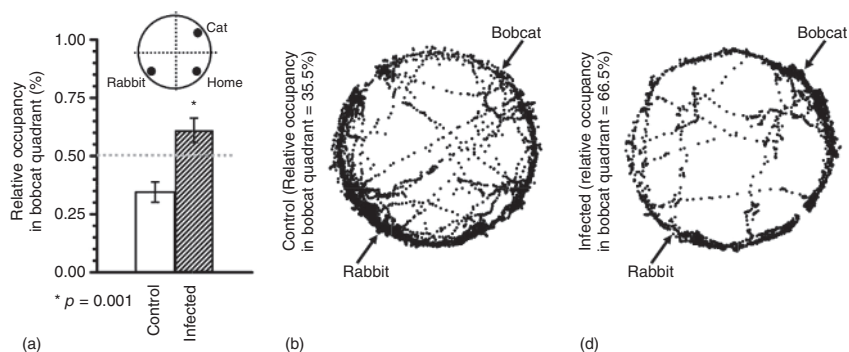 Cat
Rabbit
Home
1.00
0.75
0.50
0.25
0.00
Relative occupancy (%)
in bobcat quadrant
*
* p = 0.001
Control
Infected
(a)
Control (Relative occupancy
in bobcat quadrant = 35.5%)
Bobcat
Rabbit
(b)
Infected (relative occupancy
in bobcat quadrant = 66.5%)
Bobcat
Rabbit
(d)